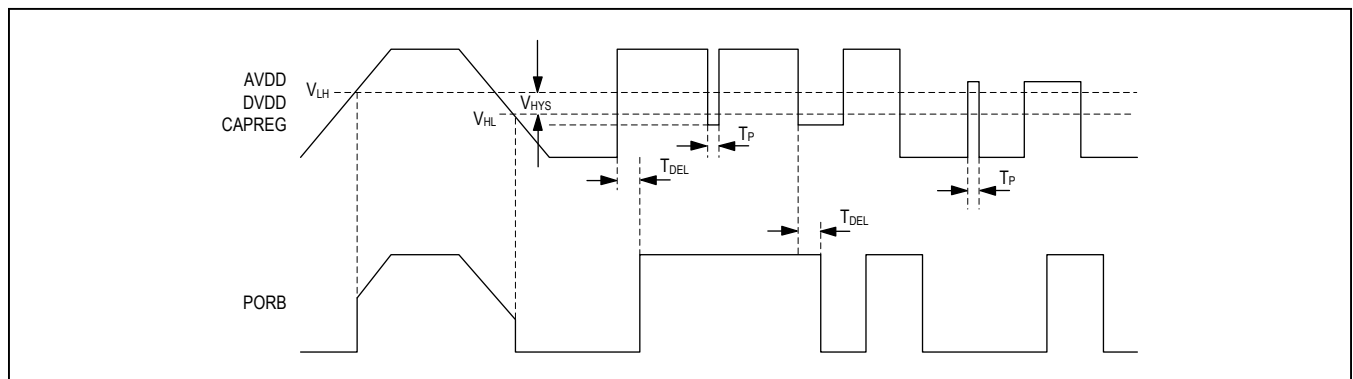 AVDD
DVDD
CAPREG
VLH
VHL
VHYS
TP
TDEL
TDEL
TP
PORB